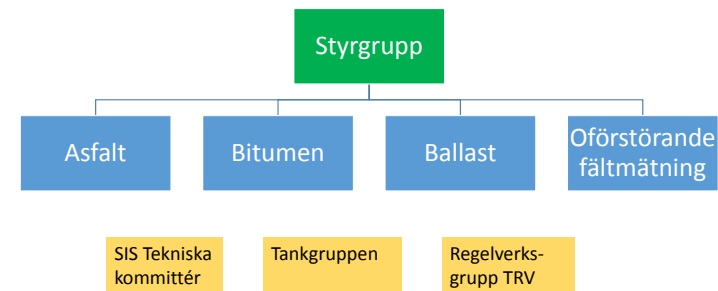 Styrgrupp
Asfalt
Bitumen
Ballast
Oförstörande
fältmätning
SIS Tekniska
kommittér
Tankgruppen
Regelverks-
grupp TRV